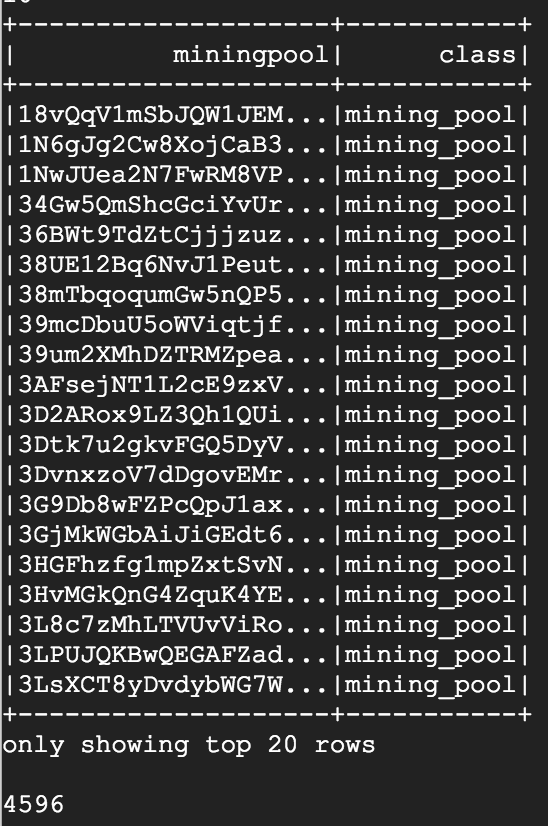 +--------------------+-----------+
|          miningpool|      class|
+--------------------+-----------+
|18vQqV1mSbJQW1JEM...|mining_pool|
|1N6gJg2Cw8XojCaB3...|mining_pool|
|1NwJUea2N7FwRM8VP...|mining_pool|
|34Gw5QmShcGciYvUr...|mining_pool|
|36BWt9TdZtCjjjzuz...|mining_pool|
|38UE12Bq6NvJ1Peut...|mining_pool|
|38mTbqoqumGw5nQP5...|mining_pool|
|39mcDbuU5oWViqtjf...|mining_pool|
|39um2XMhDZTRMZpea...|mining_pool|
|3AFsejNT1L2cE9zxV...|mining_pool|
|3D2ARox9LZ3Qh1QUi...|mining_pool|
|3Dtk7u2gkvFGQ5DyV...|mining_pool|
|3DvnxzoV7dDgovEMr...|mining_pool|
|3G9Db8wFZPcQpJ1ax...|mining_pool|
|3GjMkWGbAiJiGEdt6...|mining_pool|
|3HGFhzfg1mpZxtSvN...|mining_pool|
|3HvMGkQnG4ZquK4YE...|mining_pool|
|3L8c7zMhLTVUvViRo...|mining_pool|
|3LPUJQKBwQEGAFZad...|mining_pool|
|3LsXCT8yDvdybWG7W...|mining_pool|
+--------------------+-----------+
only showing top 20 rows
4596